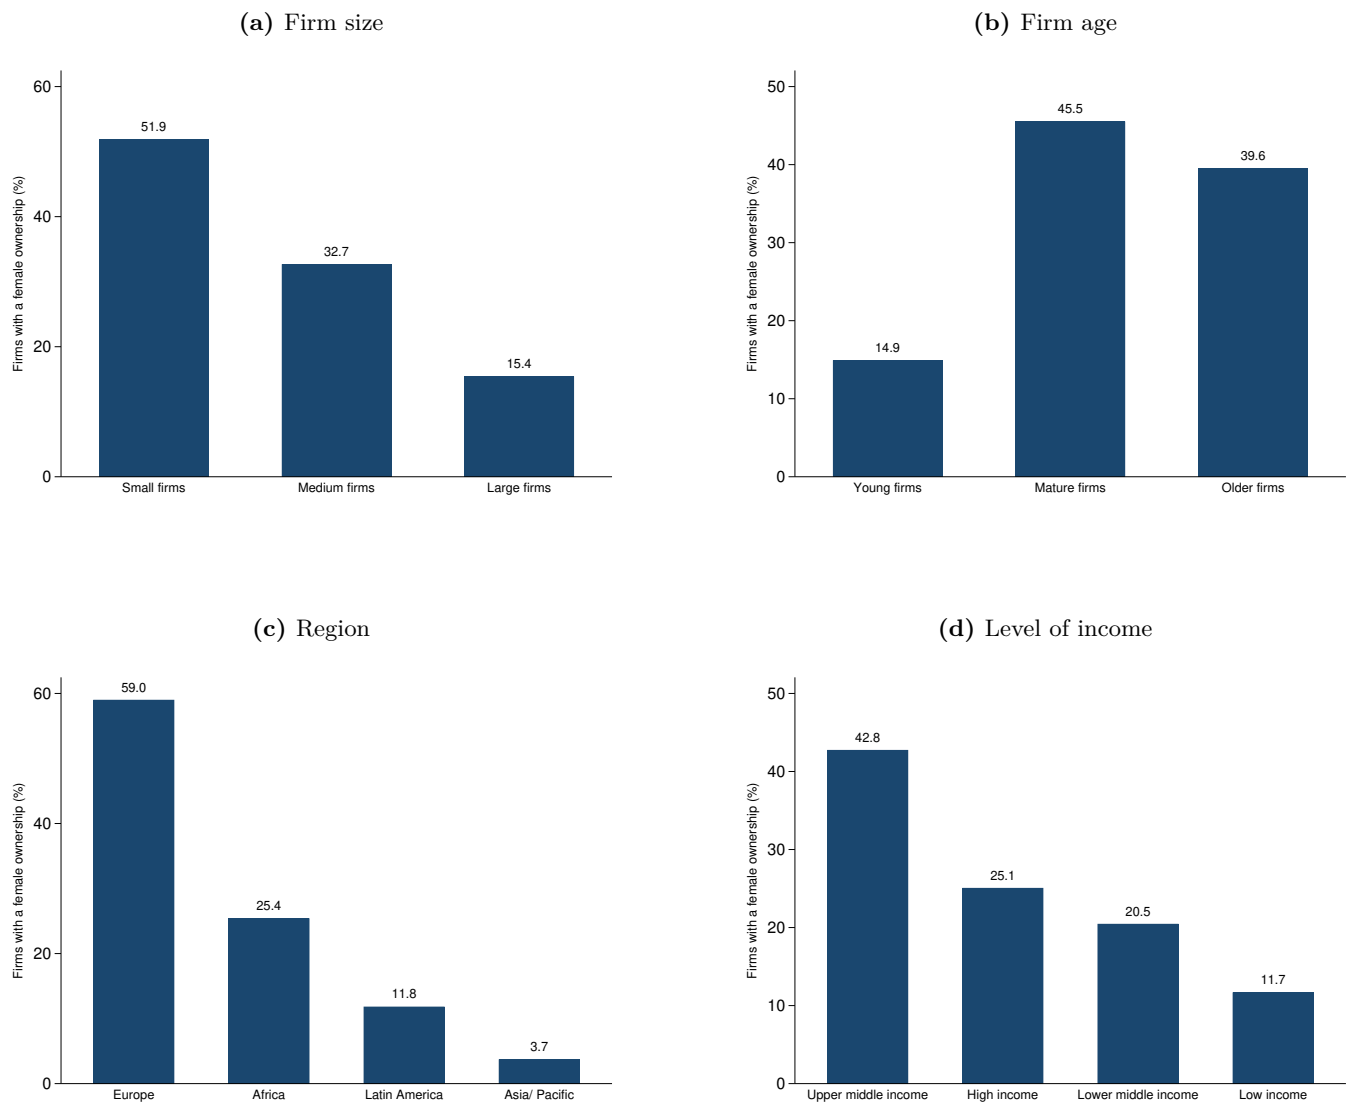 (a) Firm size
Firms with a female ownership (%)
60
40
20
0
51.9
32.7
15.4
Small firms
Medium firms
Large firms
(b) Firm age
Firms with a female ownership (%)
50
40
30
20
10
0
14.9
45.5
39.6
Young firms
Mature firms
Older firms
(c) Region
Firms with a female ownership (%)
60
40
20
0
59.0
25.4
11.8
3.7
Europe
Africa
Latin America
Asia/ Pacific
(d) Level of income
Firms with a female ownership (%)
50
40
30
20
10
0
42.8
25.1
20.5
11.7
Upper middle income
High income
Lower middle income
Low income